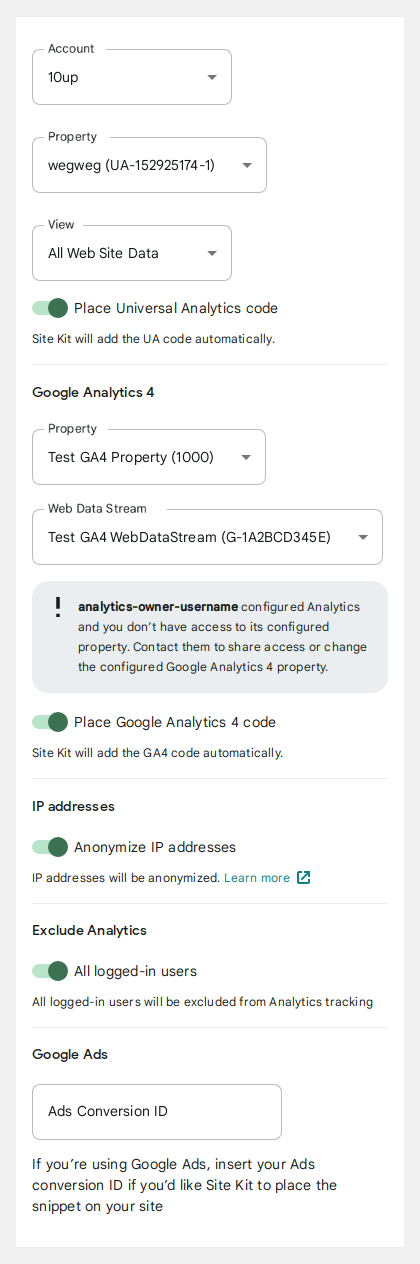 Account
10up
Property
wegweg (UA-152925174-1)
View
All Web Site Data
Place Universal Analytics code
Site Kit will add the UA code automatically.
Google Analytics 4
Property
Test GA4 Property (1000)
Web Data Stream
Test GA4 WebDataStream (G-1A2BCD345E)
! analytics-owner-username configured Analytics
and you don’t have access to its configured
property. Contact them to share access or change
the configured Google Analytics 4 property.
Place Google Analytics 4 code
Site Kit will add the GA4 code automatically.
IP addresses
Anonymize IP addresses
IP addresses will be anonymized. Learn more
Exclude Analytics
All logged-in users
All logged-in users will be excluded from Analytics tracking
Google Ads
Ads Conversion ID
If you’re using Google Ads, insert your Ads
conversion ID if you’d like Site Kit to place the
snippet on your site